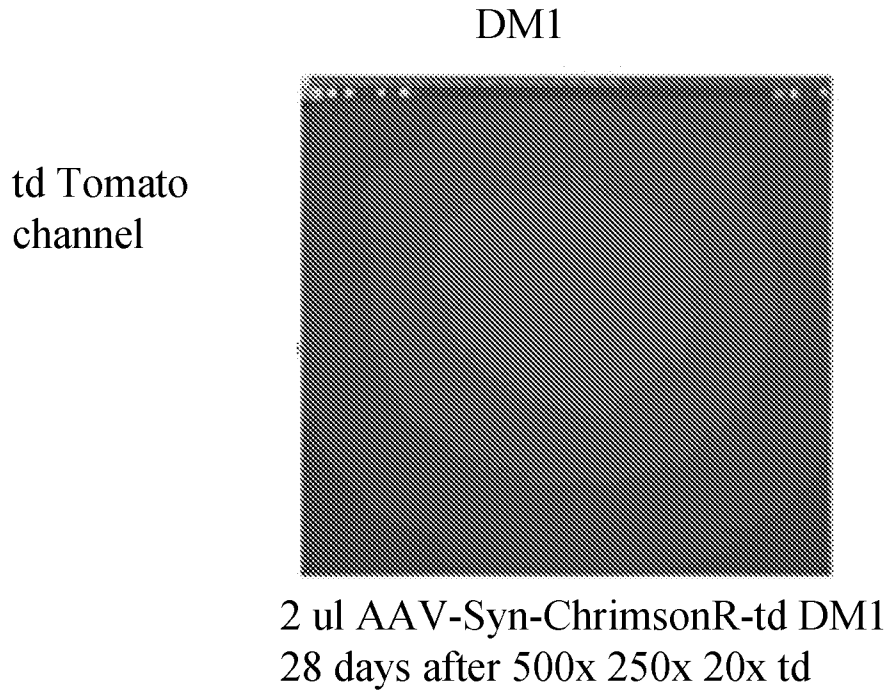 DM1
td Tomato
channel
2 ul AAV-Syn-ChrimsonR-td DM1
28 days after 500x 250x 20x td